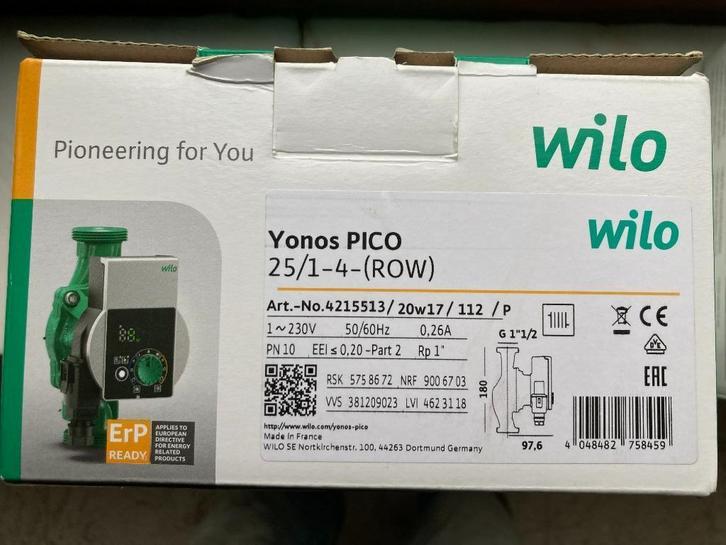 Pioneering for You
wilo
wilo
wilo
Yonos PICO
25/1-4-(ROW)
Art.-No.4215513/ 20w17 / 112 / P
1~230V 50/60Hz 0,26A
PN 10 EEI ≤ 0,20 -Part 2 Rp 1"
RSK 575 86 72 NRF 900 67 03
VVS 381209023 LVI 462 31 18
http://www.wilo.com/yonos-pico
Made in France
WILO SE Nortkirchenstr. 100, 44263 Dortmund Germany
G 1"1/2
180
97,6
CE
VDE
EAC
4 048482 758459
ErP
READY
APPLIES TO
EUROPEAN
DIRECTIVE
FOR ENERGY
RELATED
PRODUCTS